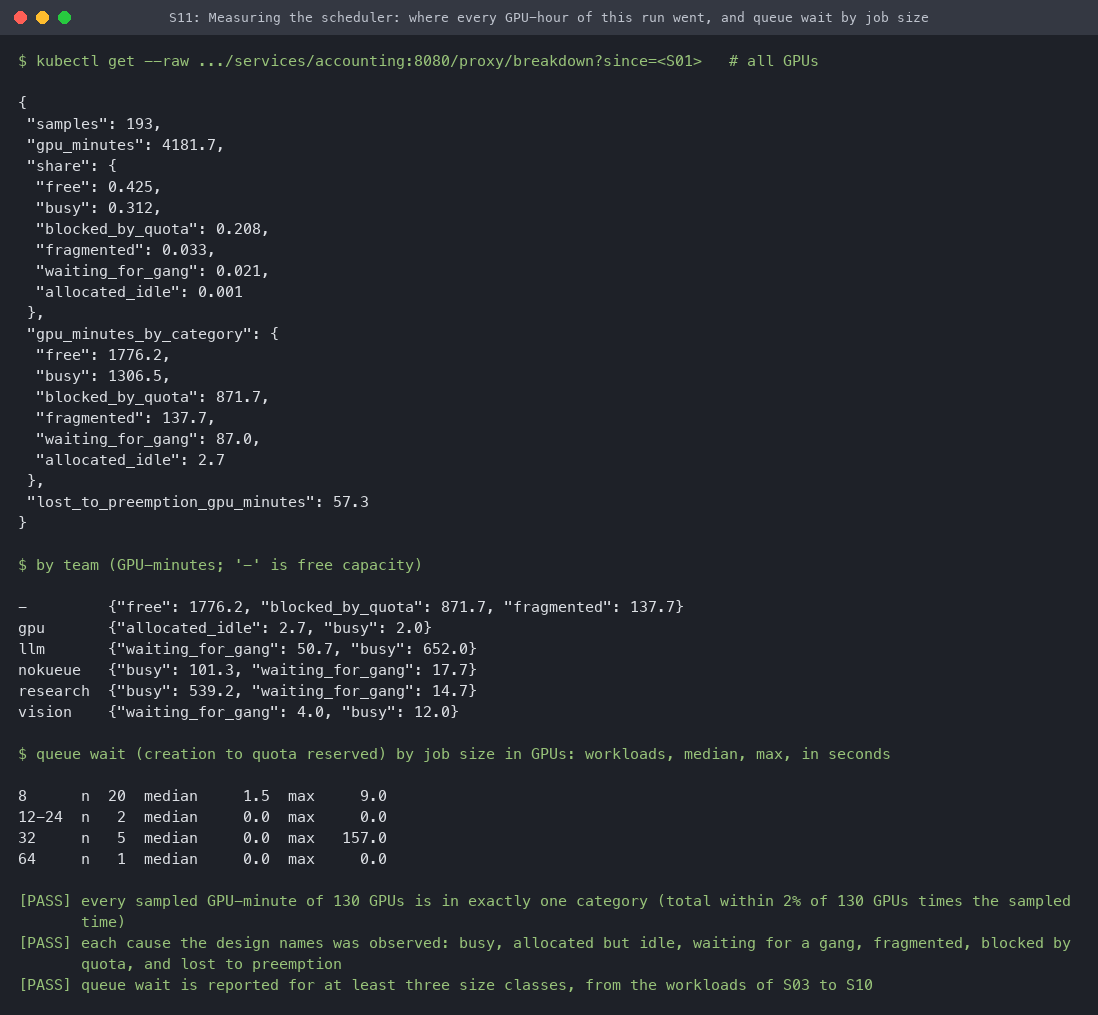 S11: Measuring the scheduler: where every GPU-hour of this run went, and queue wait by job size
$ kubectl get --raw .../services/accounting:8080/proxy/breakdown?since=<S01>   # all GPUs
{
 "samples": 193,
 "gpu_minutes": 4181.7,
 "share": {
  "free": 0.425,
  "busy": 0.312,
  "blocked_by_quota": 0.208,
  "fragmented": 0.033,
  "waiting_for_gang": 0.021,
  "allocated_idle": 0.001
 },
 "gpu_minutes_by_category": {
  "free": 1776.2,
  "busy": 1306.5,
  "blocked_by_quota": 871.7,
  "fragmented": 137.7,
  "waiting_for_gang": 87.0,
  "allocated_idle": 2.7
 },
 "lost_to_preemption_gpu_minutes": 57.3
}
$ by team (GPU-minutes; '-' is free capacity)
-         {"free": 1776.2, "blocked_by_quota": 871.7, "fragmented": 137.7}
gpu       {"allocated_idle": 2.7, "busy": 2.0}
llm       {"waiting_for_gang": 50.7, "busy": 652.0}
nokueue   {"busy": 101.3, "waiting_for_gang": 17.7}
research  {"busy": 539.2, "waiting_for_gang": 14.7}
vision    {"waiting_for_gang": 4.0, "busy": 12.0}
$ queue wait (creation to quota reserved) by job size in GPUs: workloads, median, max, in seconds
8      n  20  median     1.5  max     9.0
12-24  n   2  median     0.0  max     0.0
32     n   5  median     0.0  max   157.0
64     n   1  median     0.0  max     0.0
[PASS] every sampled GPU-minute of 130 GPUs is in exactly one category (total within 2% of 130 GPUs times the sampled
       time)
[PASS] each cause the design names was observed: busy, allocated but idle, waiting for a gang, fragmented, blocked by
       quota, and lost to preemption
[PASS] queue wait is reported for at least three size classes, from the workloads of S03 to S10